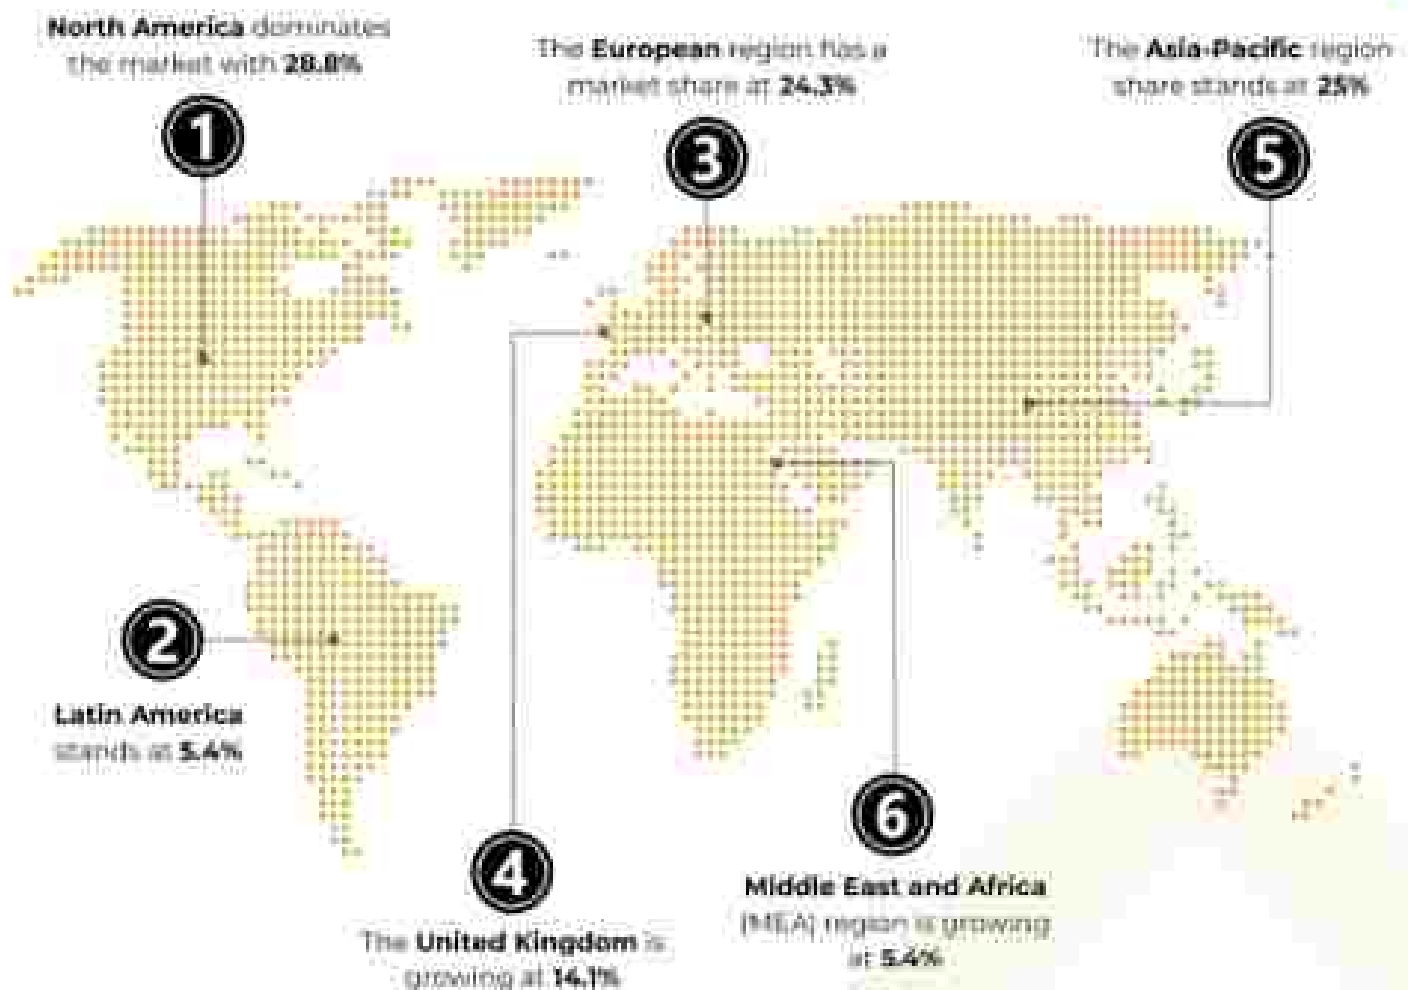 North America dominates
the market with 28.8%
1
The European region has a
market share at 24.3%
3
The Asia-Pacific region
share stands at 25%
5
2
Latin America
stands at 5.4%
4
The United Kingdom is
growing at 14.1%
6
Middle East and Africa
(MEA) region is growing
at 5.4%